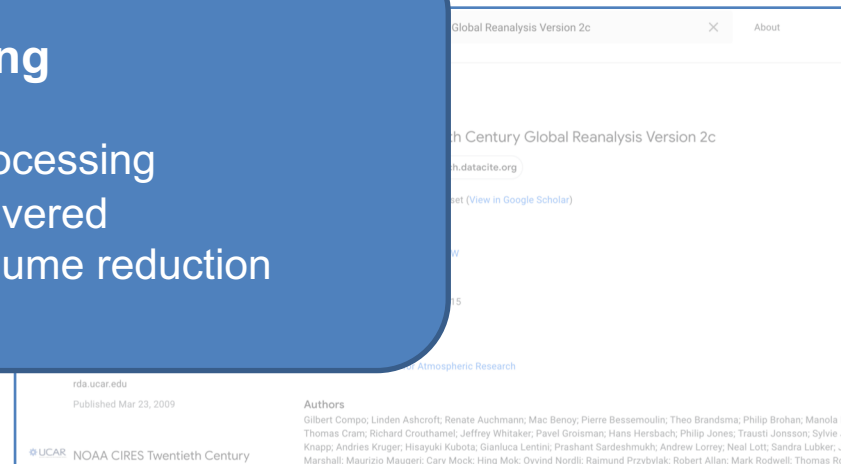 Global Reanalysis Version 2c
About
ng
ocessing
vered
ume reduction
h Century Global Reanalysis Version 2c
ch.datacite.org
set (View in Google Scholar)
W
15
or Atmospheric Research
rda.ucar.edu
Published Mar 23, 2009
Authors
Gilbert Compo; Linden Ashcroft; Renate Auchmann; Mac Benoy; Pierre Bessemoulin; Theo Brandsma; Philip Brohan; Manola
Thomas Cram; Richard Crouthamel; Jeffrey Whitaker; Pavel Groisman; Hans Hersbach; Philip Jones; Trausti Jonsson; Sylvie
Knapp; Andries Kruger; Hisayuki Kubota; Gianluca Lentini; Prashant Sardeshmukh; Andrew Lorrey; Neal Lott; Sandra Lubker; J
Marshall; Maurizio Maugeri; Cary Mock; Hing Mok; Oyvind Nordli; Rajmund Przybylak; Robert Allan; Mark Rodwell; Thomas Ro
UCAR NOAA CIRES Twentieth Century